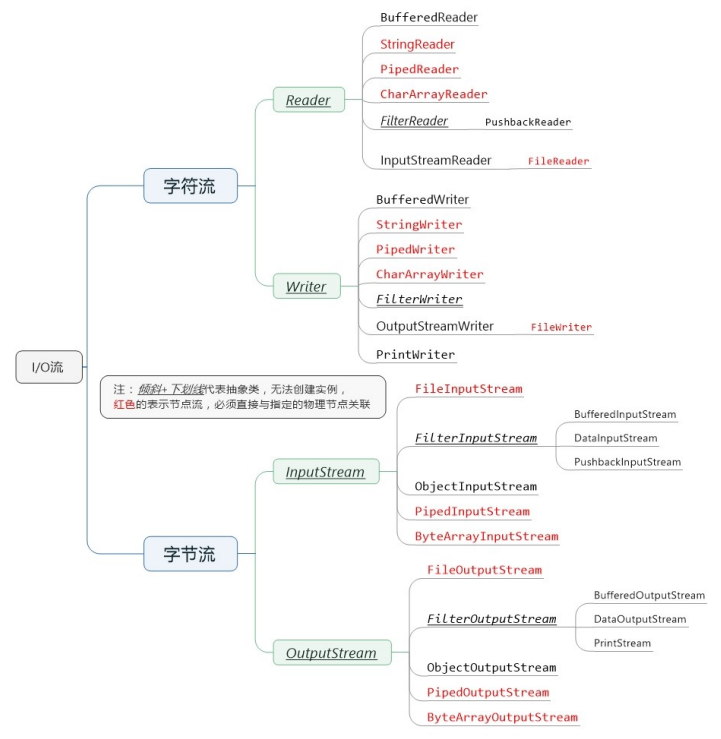 BufferedReader
StringReader
PipedReader
Reader
CharArrayReader
FilterReader PushbackReader
InputStreamReader FileReader
字符流
BufferedWriter
StringWriter
PipedWriter
Writer
CharArrayWriter
FilterWriter
OutputStreamWriter FileWriter
PrintWriter
I/O流
注：倾斜+下划线代表抽象类，无法创建实例，
红色的表示节点流，必须直接与指定的物理节点关联
FileInputStream
BufferedInputStream
FilterInputStream DataInputStream
PushbackInputStream
InputStream
ObjectInputStream
PipedInputStream
ByteArrayInputStream
字节流
FileOutputStream
BufferedOutputStream
FilterOutputStream DataOutputStream
PrintStream
OutputStream
ObjectOutputStream
PipedOutputStream
ByteArrayOutputStream